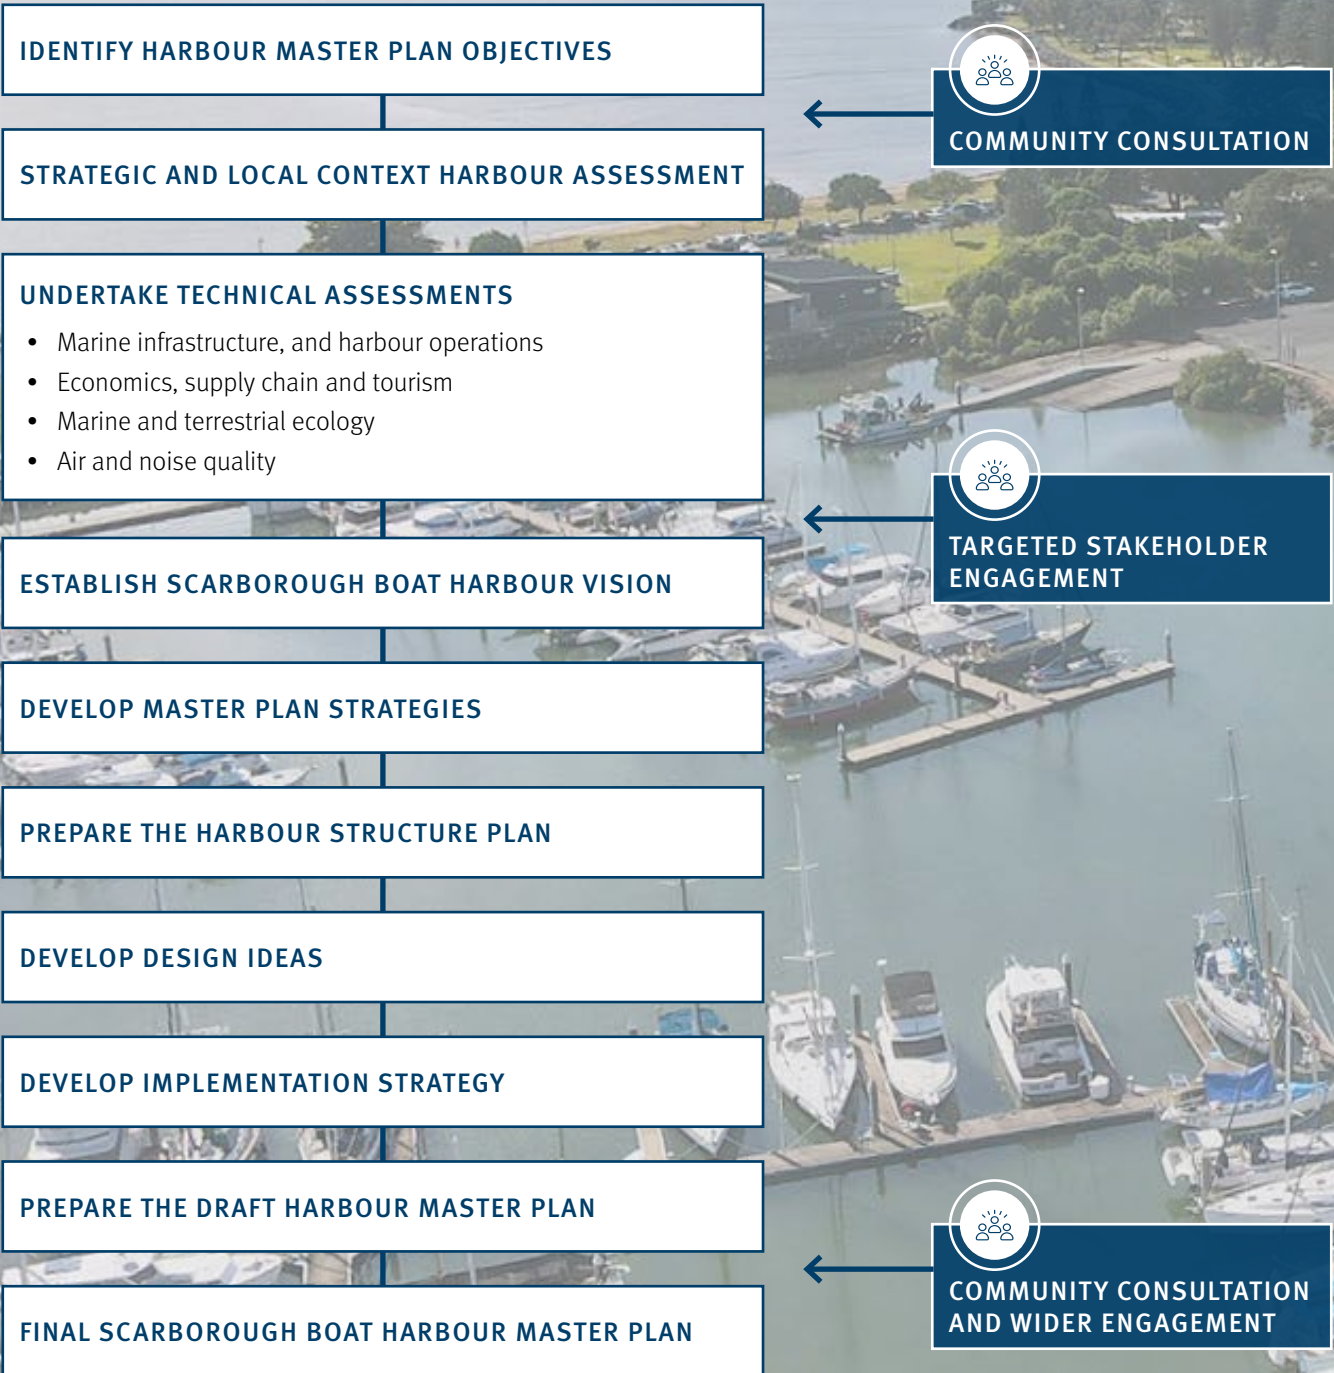 IDENTIFY HARBOUR MASTER PLAN OBJECTIVES
COMMUNITY CONSULTATION
STRATEGIC AND LOCAL CONTEXT HARBOUR ASSESSMENT
UNDERTAKE TECHNICAL ASSESSMENTS
• Marine infrastructure, and harbour operations
• Economics, supply chain and tourism
• Marine and terrestrial ecology
• Air and noise quality
TARGETED STAKEHOLDER
ENGAGEMENT
ESTABLISH SCARBOROUGH BOAT HARBOUR VISION
DEVELOP MASTER PLAN STRATEGIES
PREPARE THE HARBOUR STRUCTURE PLAN
DEVELOP DESIGN IDEAS
DEVELOP IMPLEMENTATION STRATEGY
PREPARE THE DRAFT HARBOUR MASTER PLAN
COMMUNITY CONSULTATION
AND WIDER ENGAGEMENT
FINAL SCARBOROUGH BOAT HARBOUR MASTER PLAN